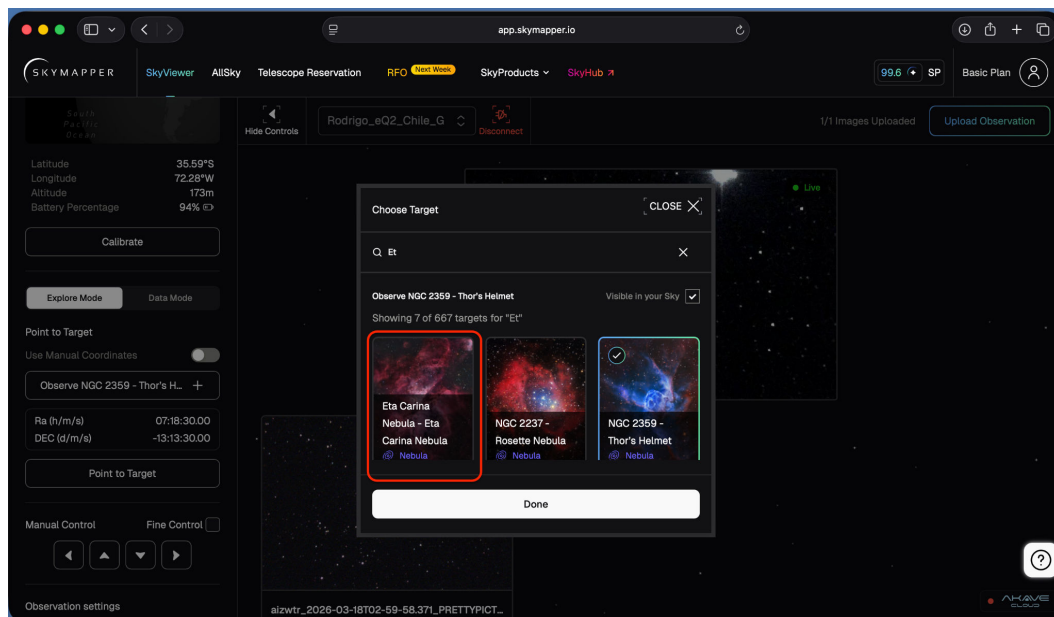 app.skymapper.io
SKYMAPPER
SkyViewer
AllSky
Telescope Reservation
RFO Next Week
SkyProducts
SkyHub
99.6 SP
Basic Plan
South
Pacific
Ocean
Latitude 35.59°S
Longitude 72.28°W
Altitude 173m
Battery Percentage 94%
Calibrate
Explore Mode Data Mode
Point to Target
Use Manual Coordinates
Observe NGC 2359 - Thor's H... +
Ra (h/m/s) 07:18:30.00
DEC (d/m/s) -13:13:30.00
Point to Target
Manual Control Fine Control
Observation settings
Hide Controls
Rodrigo_eQ2_Chile_G
Disconnect
1/1 Images Uploaded
Upload Observation
Live
Choose Target
CLOSE
Et
Observe NGC 2359 - Thor's Helmet
Visible in your Sky
Showing 7 of 667 targets for "Et"
Eta Carina
Nebula - Eta
Carina Nebula
Nebula
NGC 2237 -
Rosette Nebula
Nebula
NGC 2359 -
Thor's Helmet
Nebula
Done
aizwtr_2026-03-18T02-59-58.371_PRETTYPICT...
?
AKAVE
CLOUD